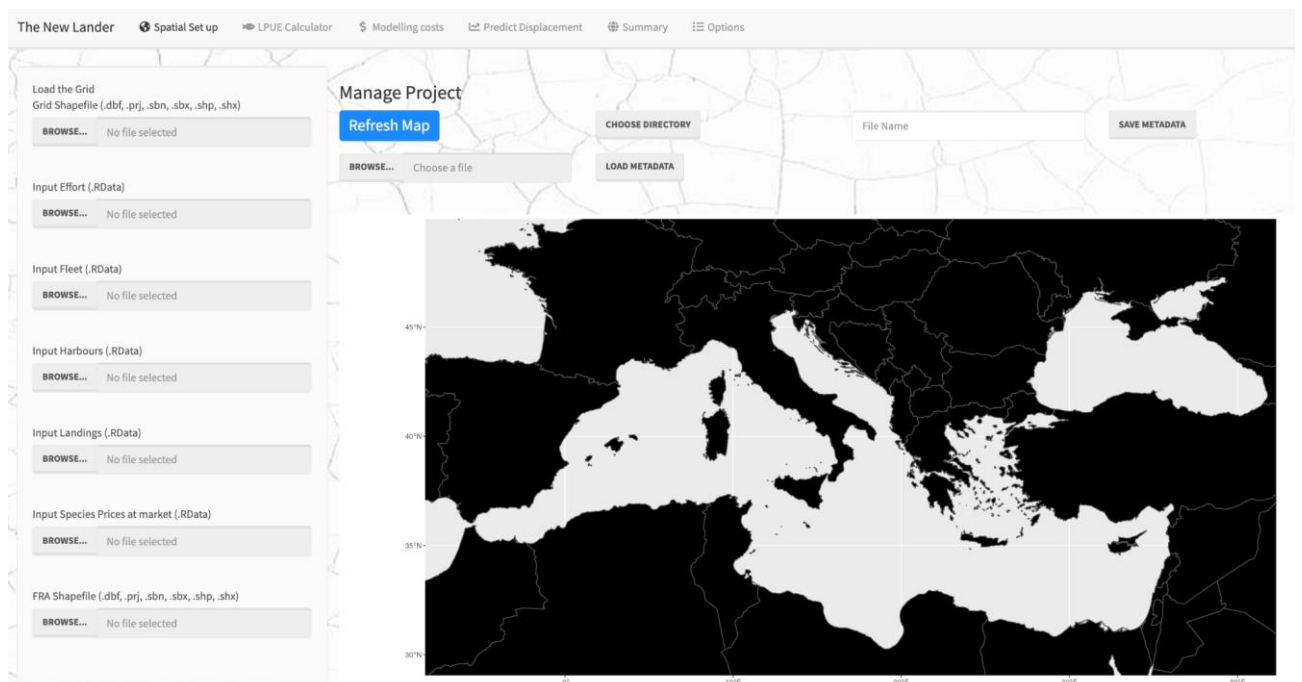 The New Lander Spatial Set up LPUE Calculator $ Modelling costs Predict Displacement Summary Options
Load the Grid
Grid Shapefile (.dbf, .prj, .sbn, .sbx, .shp, .shx)
BROWSE... No file selected
Input Effort (.RData)
BROWSE... No file selected
Input Fleet (.RData)
BROWSE... No file selected
Input Harbours (.RData)
BROWSE... No file selected
Input Landings (.RData)
BROWSE... No file selected
Input Species Prices at market (.RData)
BROWSE... No file selected
FRA Shapefile (.dbf, .prj, .sbn, .sbx, .shp, .shx)
BROWSE... No file selected
Manage Project
Refresh Map CHOOSE DIRECTORY File Name SAVE METADATA
BROWSE... Choose a file LOAD METADATA
45°N
40°N
35°N
30°N